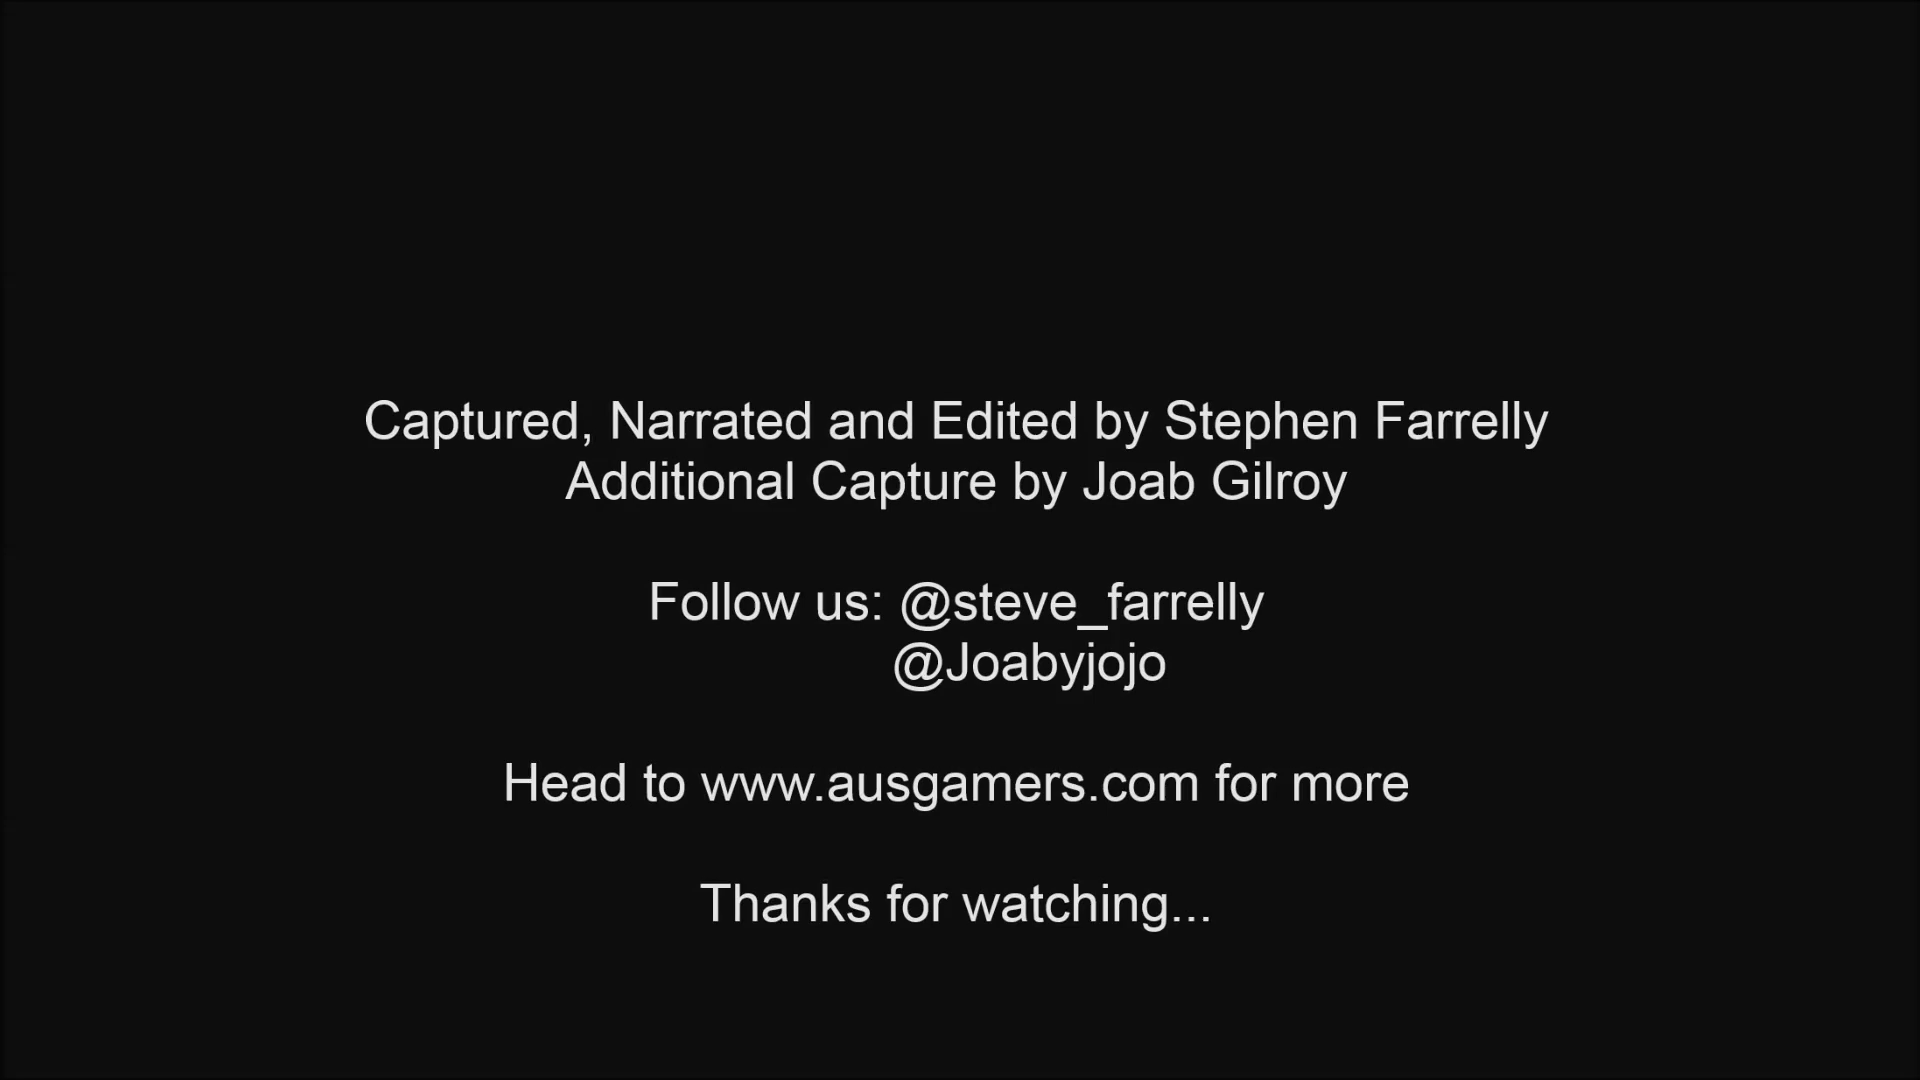 Captured, Narrated and Edited by Stephen Farrelly
Additional Capture by Joab Gilroy
Follow us: @steve_farrelly
@Joabyjojo
Head to www.ausgamers.com for more
Thanks for watching...